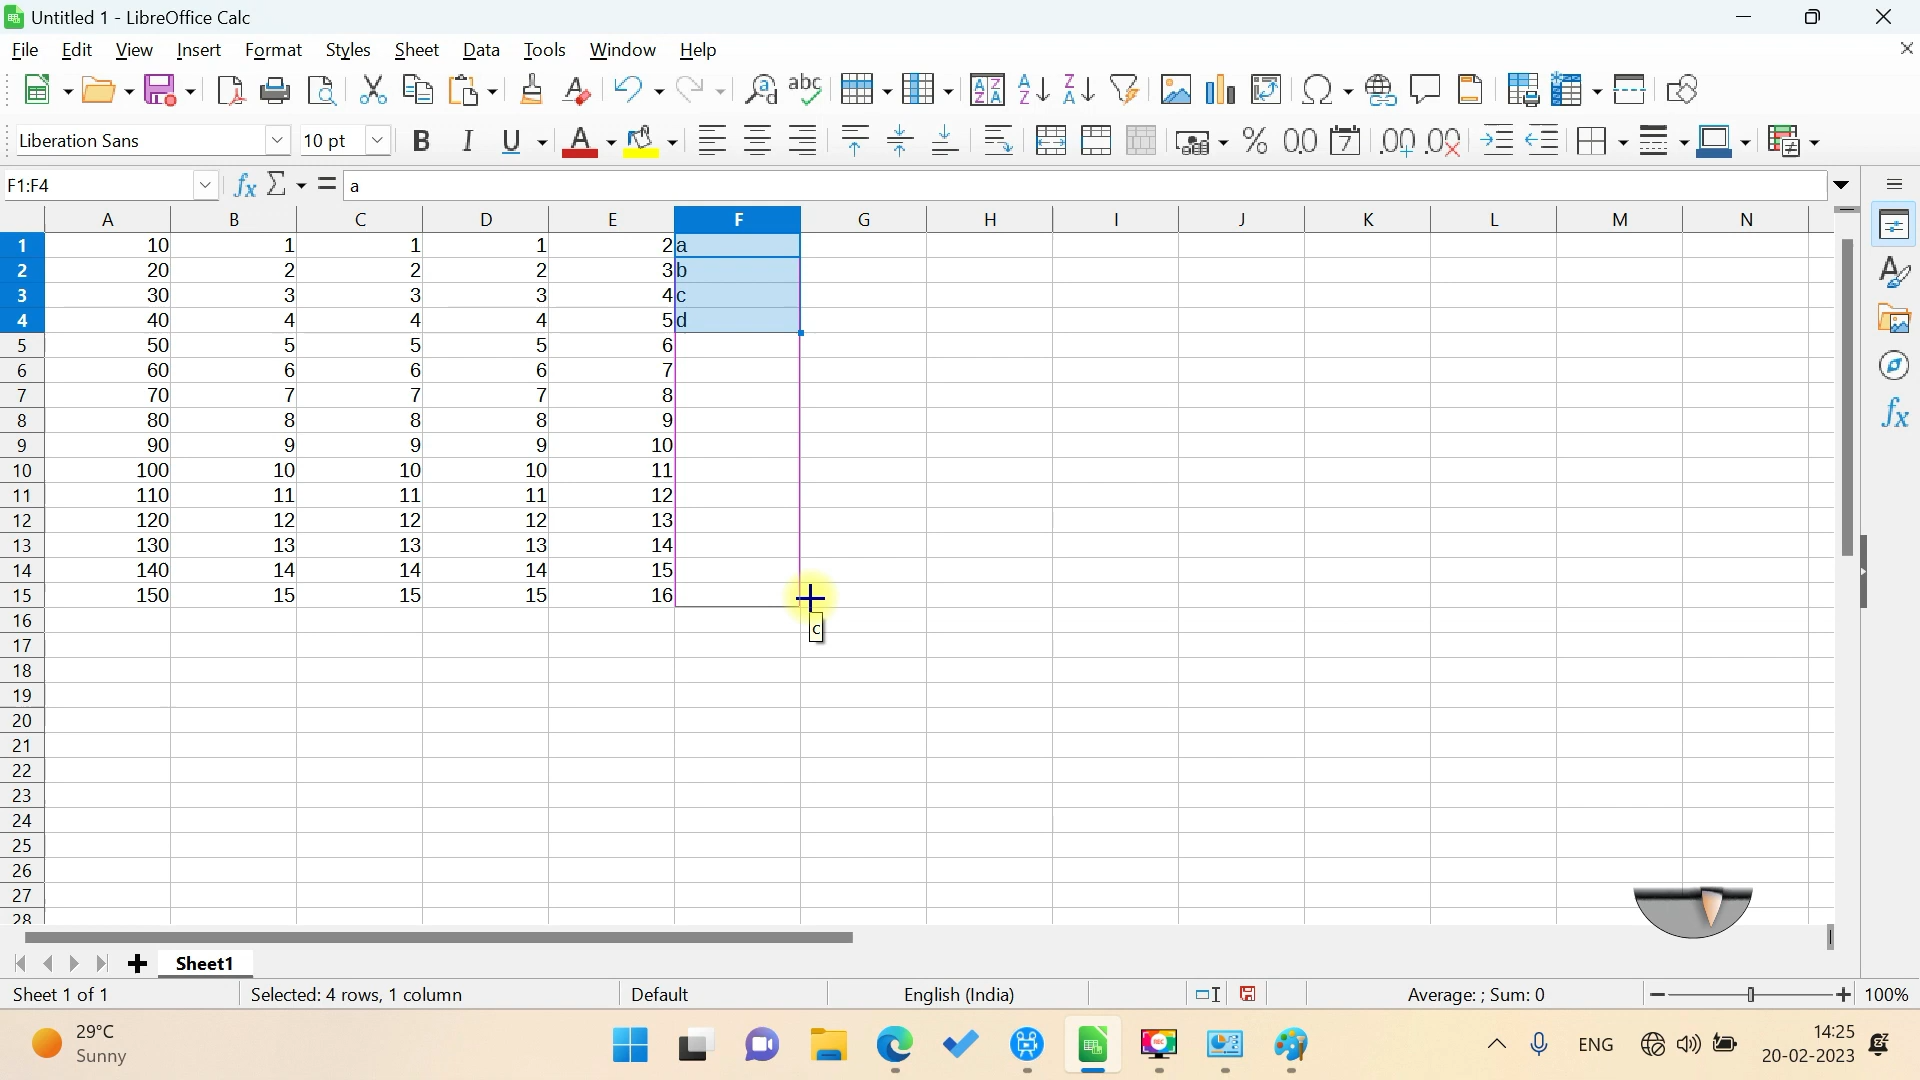 Untitled 1 - LibreOffice Calc
File Edit View Insert Format Styles Sheet Data Tools Window Help
Liberation Sans 10 pt
F1:F4 a
A B C D E F G H I J K L M N
1 10 1 1 1 2 a
2 20 2 2 2 3 b
3 30 3 3 3 4 c
4 40 4 4 4 5 d
5 50 5 5 5 6
6 60 6 6 6 7
7 70 7 7 7 8
8 80 8 8 8 9
9 90 9 9 9 10
10 100 10 10 10 11
11 110 11 11 11 12
12 120 12 12 12 13
13 130 13 13 13 14
14 140 14 14 14 15
15 150 15 15 15 16
c
16
17
18
19
20
21
22
23
24
25
26
27
28
Sheet1
Sheet 1 of 1 Selected: 4 rows, 1 column Default English (India) Average: ; Sum: 0 100%
29°C
Sunny
ENG
14:25
20-02-2023